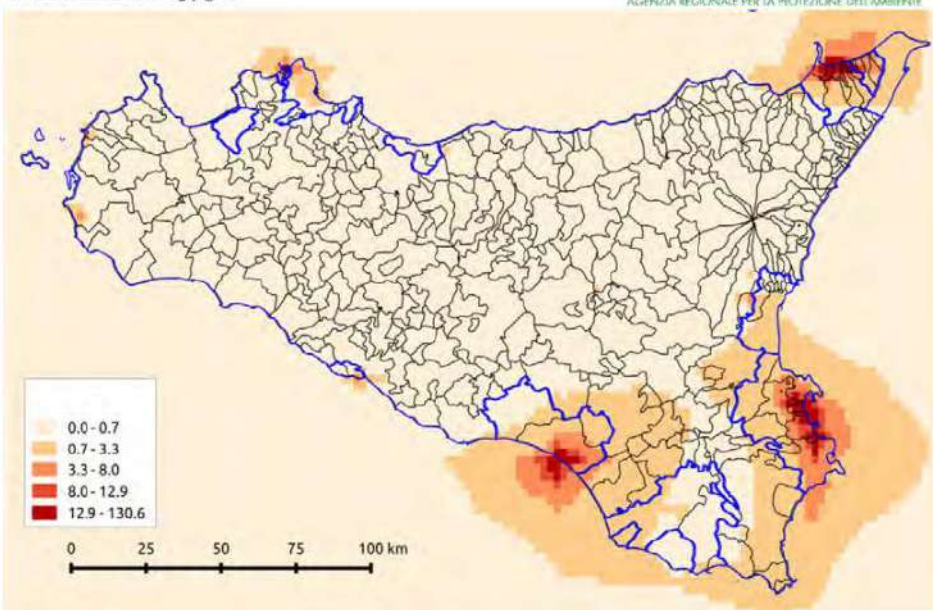 AGENZIA REGIONALE PER LA PROTEZIONE DELL'AMBIENTE
0.0 - 0.7
0.7 - 3.3
3.3 - 8.0
8.0 - 12.9
12.9 - 130.6
0 25 50 75 100 km